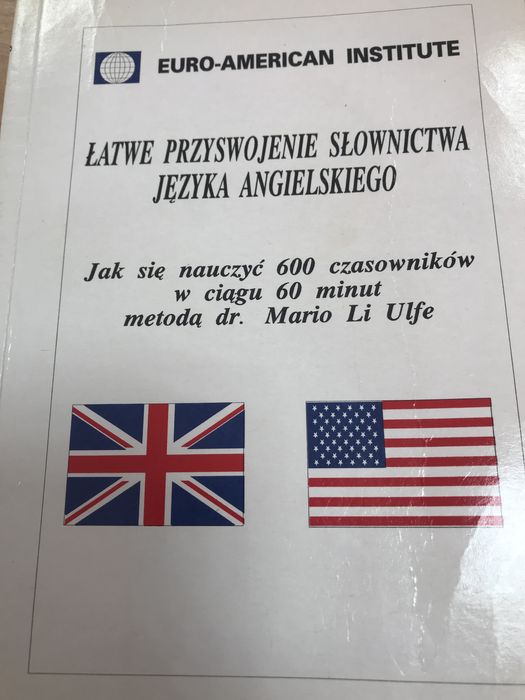 EURO-AMERICAN INSTITUTE
ŁATWE PRZYSWOJENIE SŁOWNICTWA
JĘZYKA ANGIELSKIEGO
Jak się nauczyć 600 czasowników
w ciągu 60 minut
metodą dr. Mario Li Ulfe